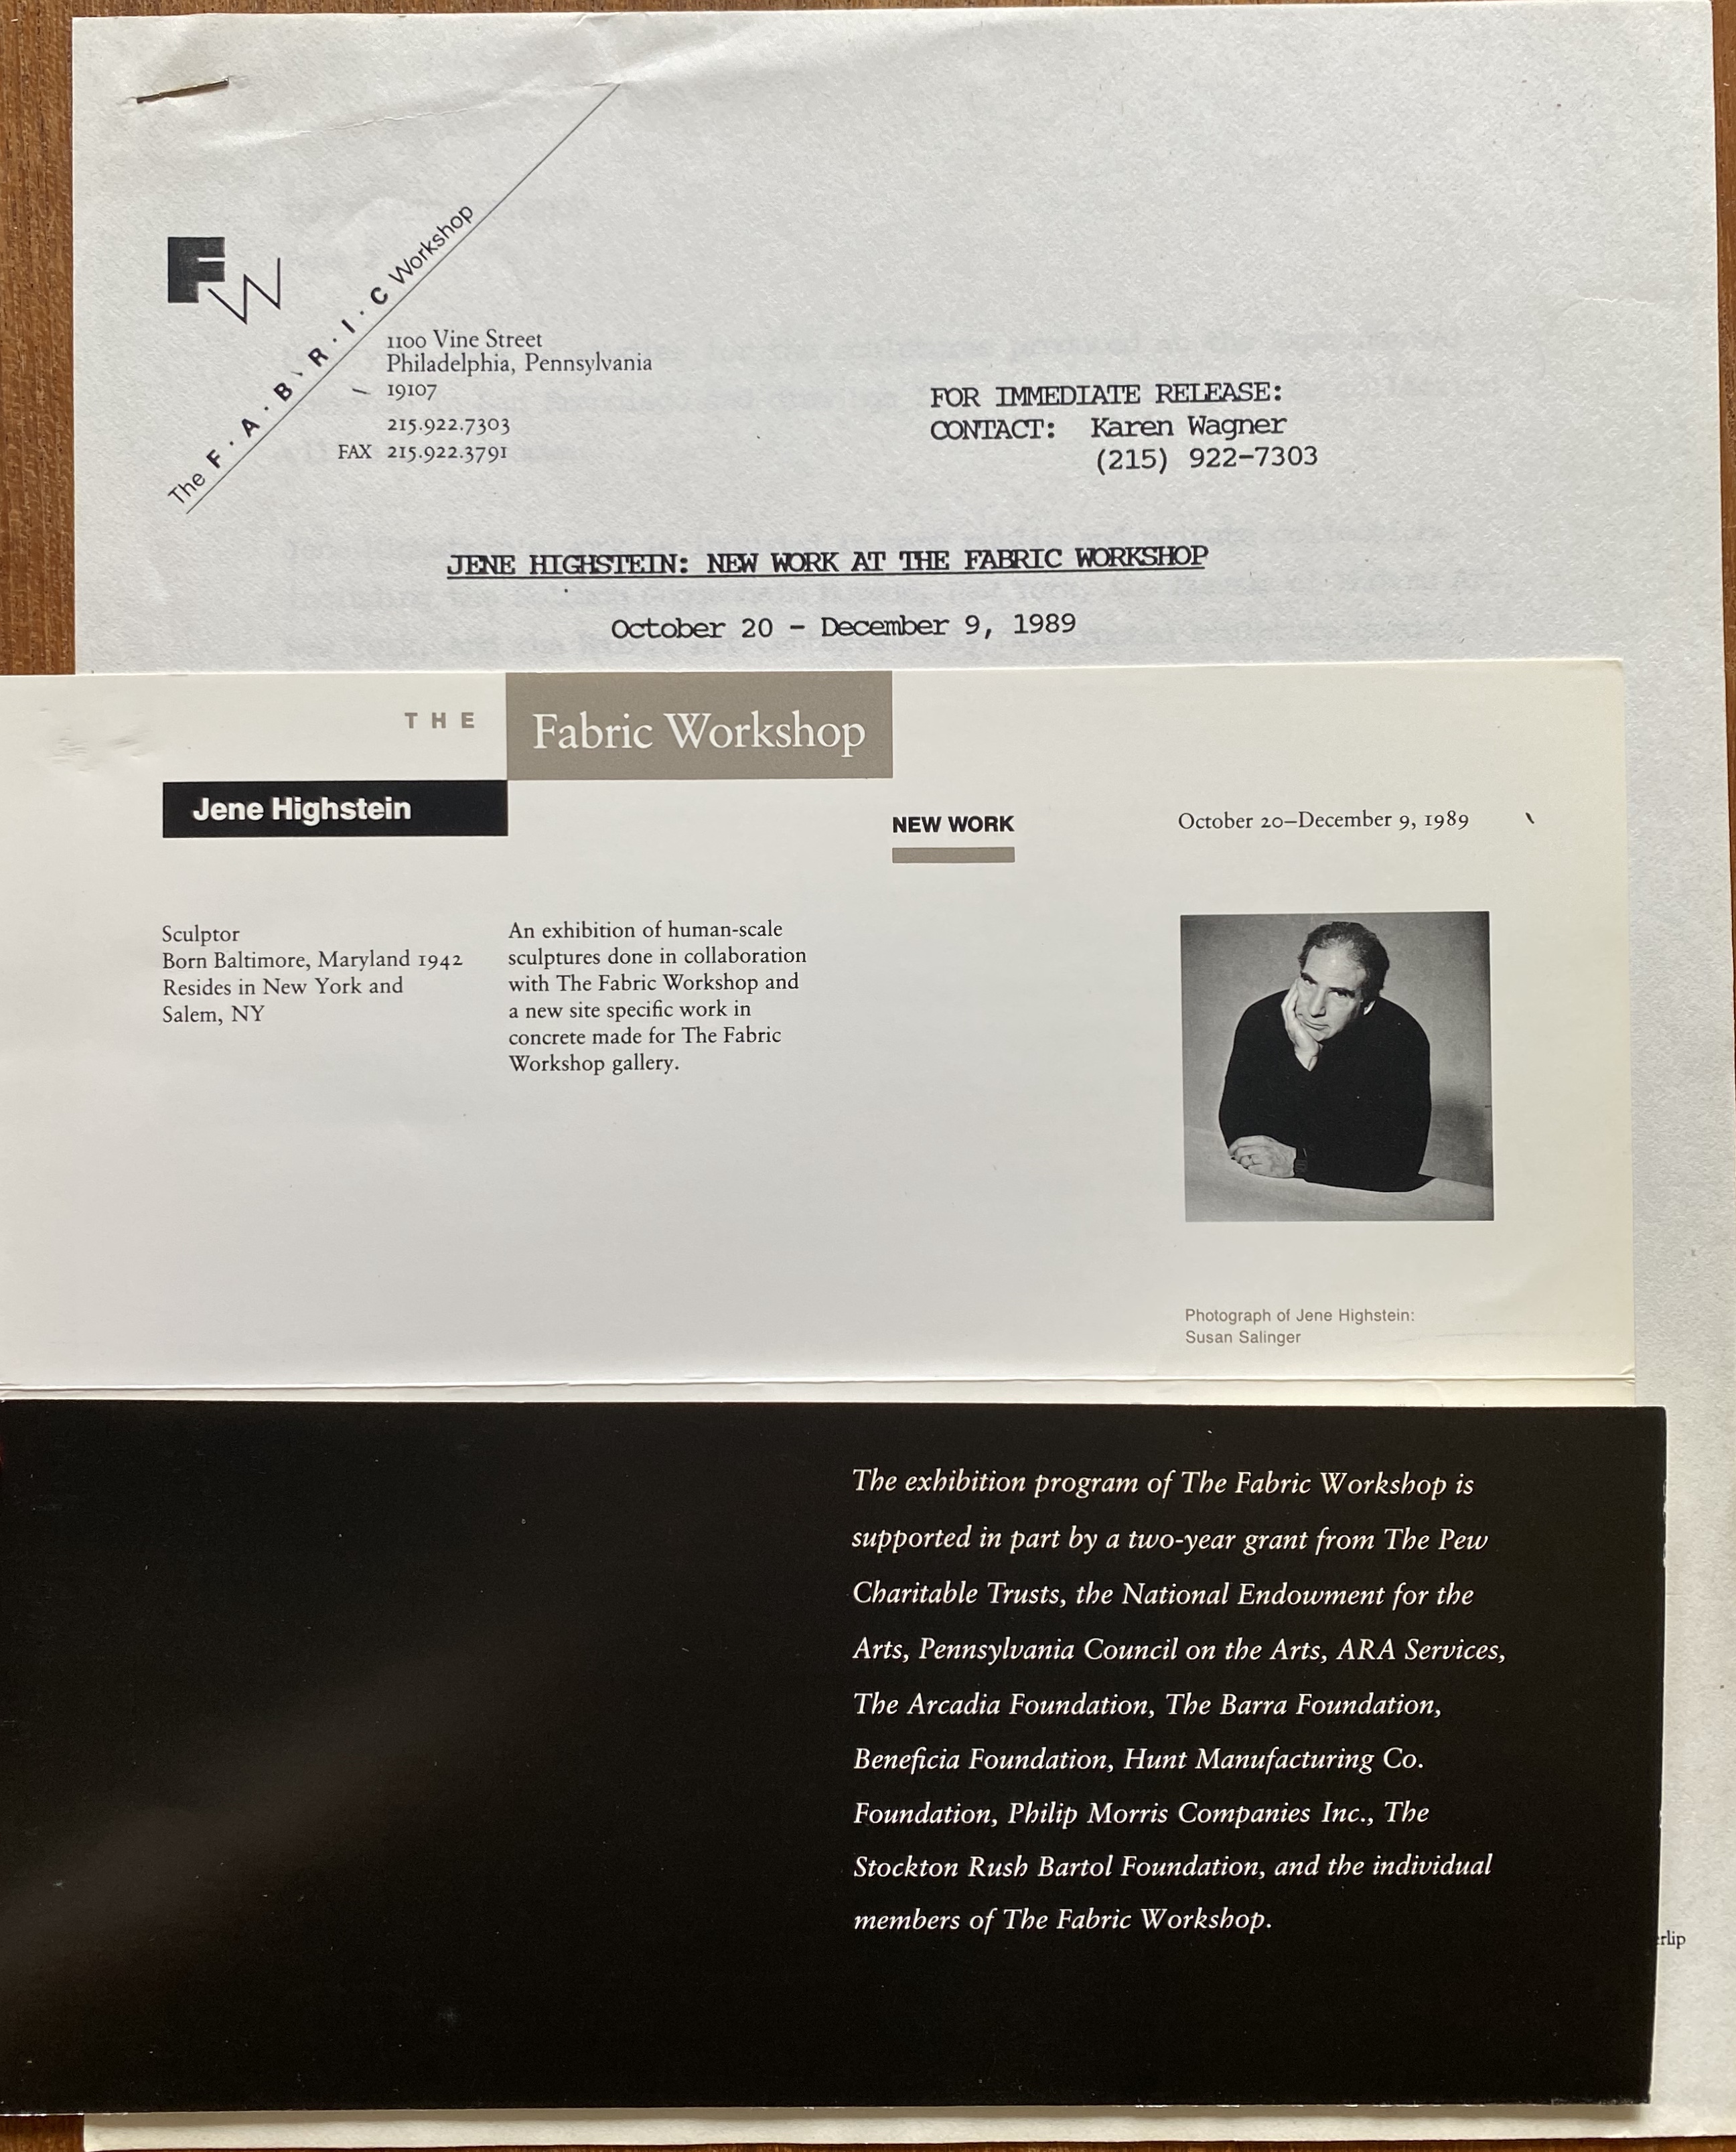 FW
The F·A·B·R·I·C Workshop
1100 Vine Street
Philadelphia, Pennsylvania
19107
215.922.7303
FAX 215.922.3791
FOR IMMEDIATE RELEASE:
CONTACT: Karen Wagner
(215) 922-7303
JENE HIGHSTEIN: NEW WORK AT THE FABRIC WORKSHOP
October 20 - December 9, 1989
THE Fabric Workshop
Jene Highstein
NEW WORK
October 20–December 9, 1989
Sculptor
Born Baltimore, Maryland 1942
Resides in New York and
Salem, NY
An exhibition of human-scale
sculptures done in collaboration
with The Fabric Workshop and
a new site specific work in
concrete made for The Fabric
Workshop gallery.
Photograph of Jene Highstein:
Susan Salinger
The exhibition program of The Fabric Workshop is
supported in part by a two-year grant from The Pew
Charitable Trusts, the National Endowment for the
Arts, Pennsylvania Council on the Arts, ARA Services,
The Arcadia Foundation, The Barra Foundation,
Beneficia Foundation, Hunt Manufacturing Co.
Foundation, Philip Morris Companies Inc., The
Stockton Rush Bartol Foundation, and the individual
members of The Fabric Workshop.